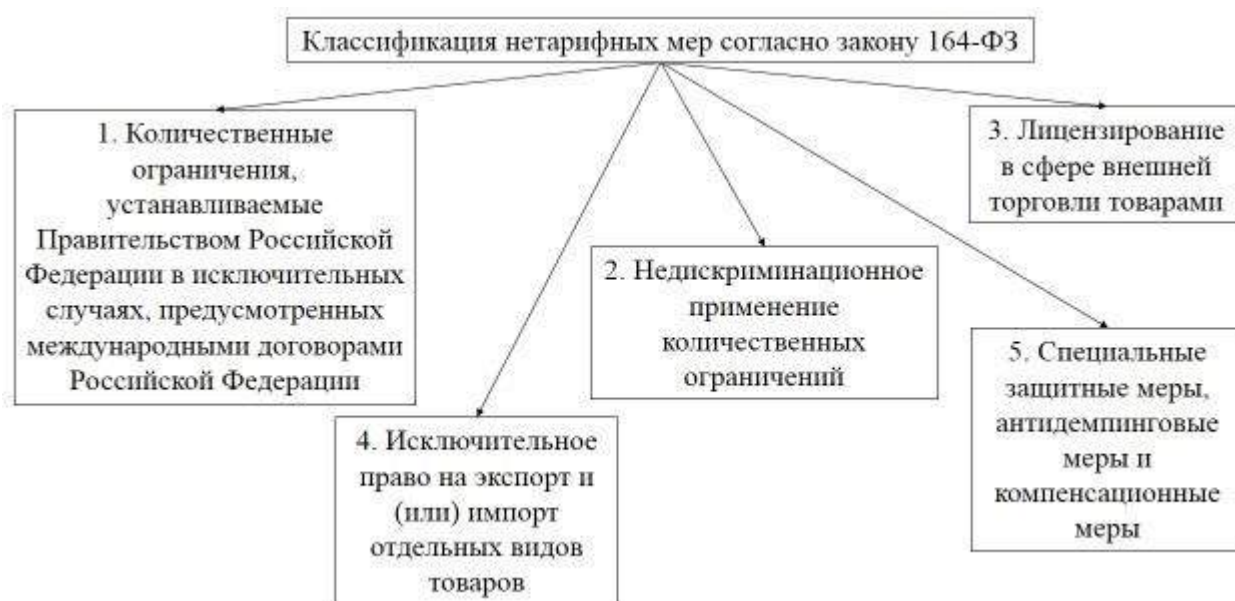 Классификация нетарифных мер согласно закону 164-ФЗ
1. Количественные
ограничения,
устанавливаемые
Правительством Российской
Федерации в исключительных
случаях, предусмотренных
международными договорами
Российской Федерации
2. Недискриминационное
применение
количественных
ограничений
3. Лицензирование
в сфере внешней
торговли товарами
4. Исключительное
право на экспорт и
(или) импорт
отдельных видов
товаров
5. Специальные
защитные меры,
антидемпинговые
меры и
компенсационные
меры